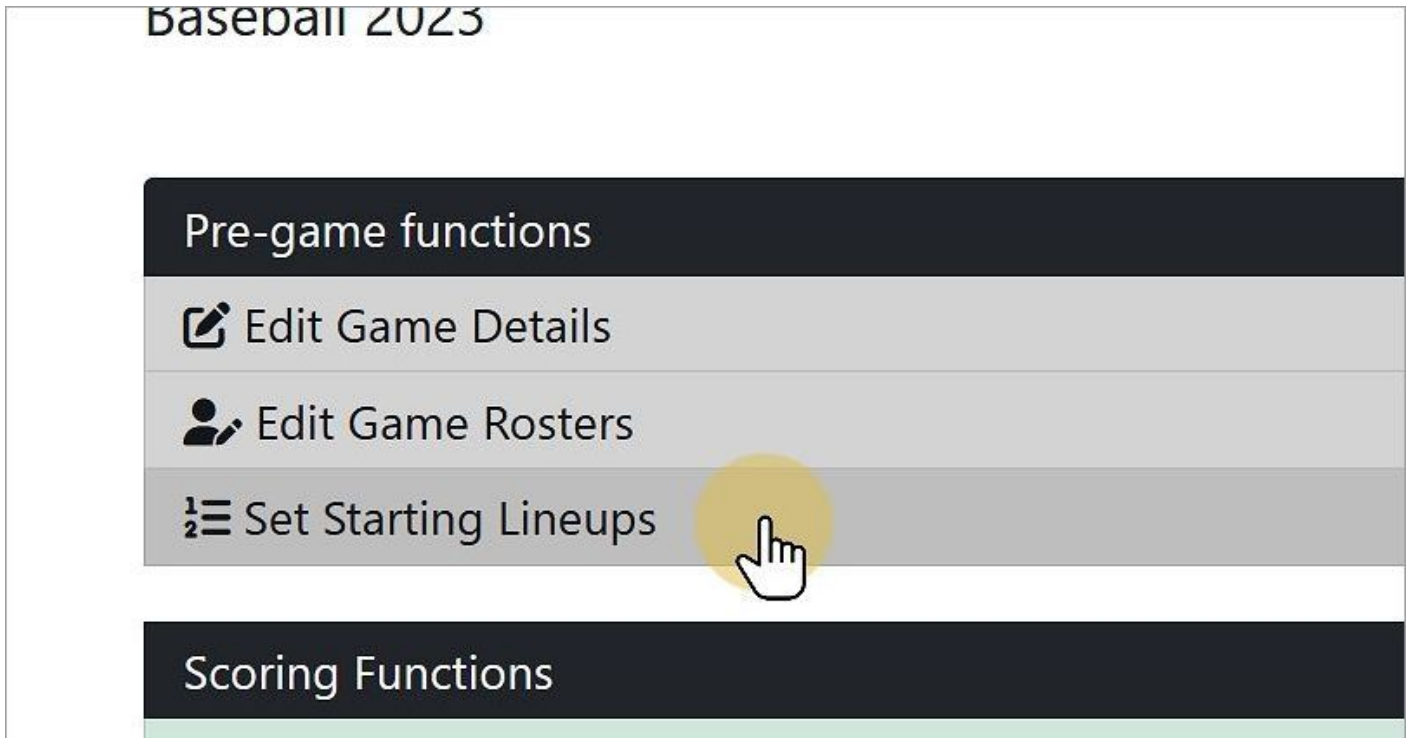 Baseball 2023
Pre-game functions
Edit Game Details
Edit Game Rosters
Set Starting Lineups
Scoring Functions